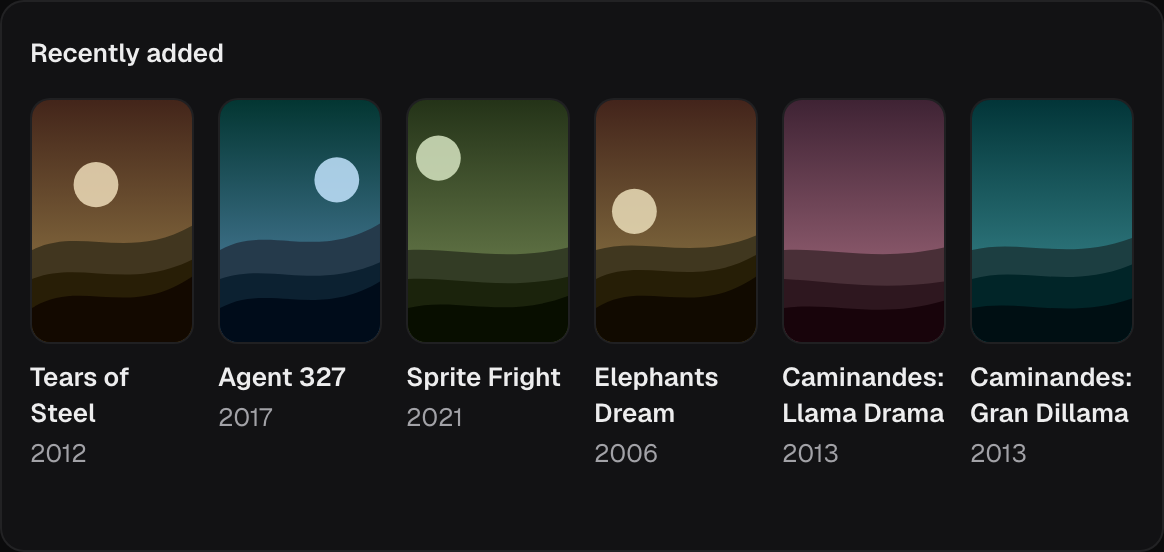 Recently added
Tears of
Steel
2012
Agent 327
2017
Sprite Fright
2021
Elephants
Dream
2006
Caminandes:
Llama Drama
2013
Caminandes:
Gran Dillama
2013